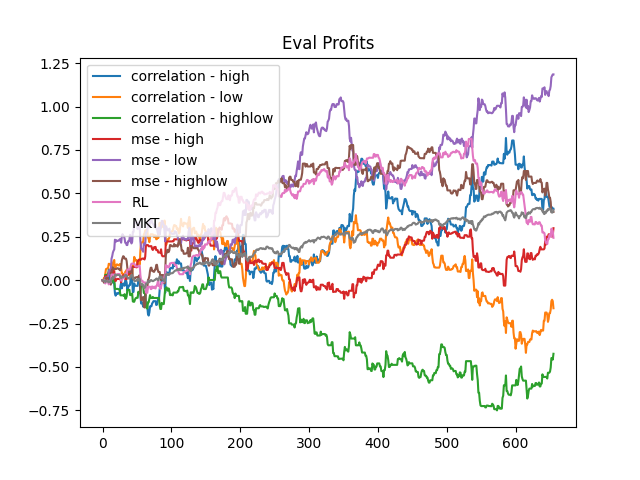 Eval Profits
1.25
1.00
0.75
0.50
0.25
0.00
−0.25
−0.50
−0.75
correlation - high
correlation - low
correlation - highlow
mse - high
mse - low
mse - highlow
RL
MKT
0 100 200 300 400 500 600